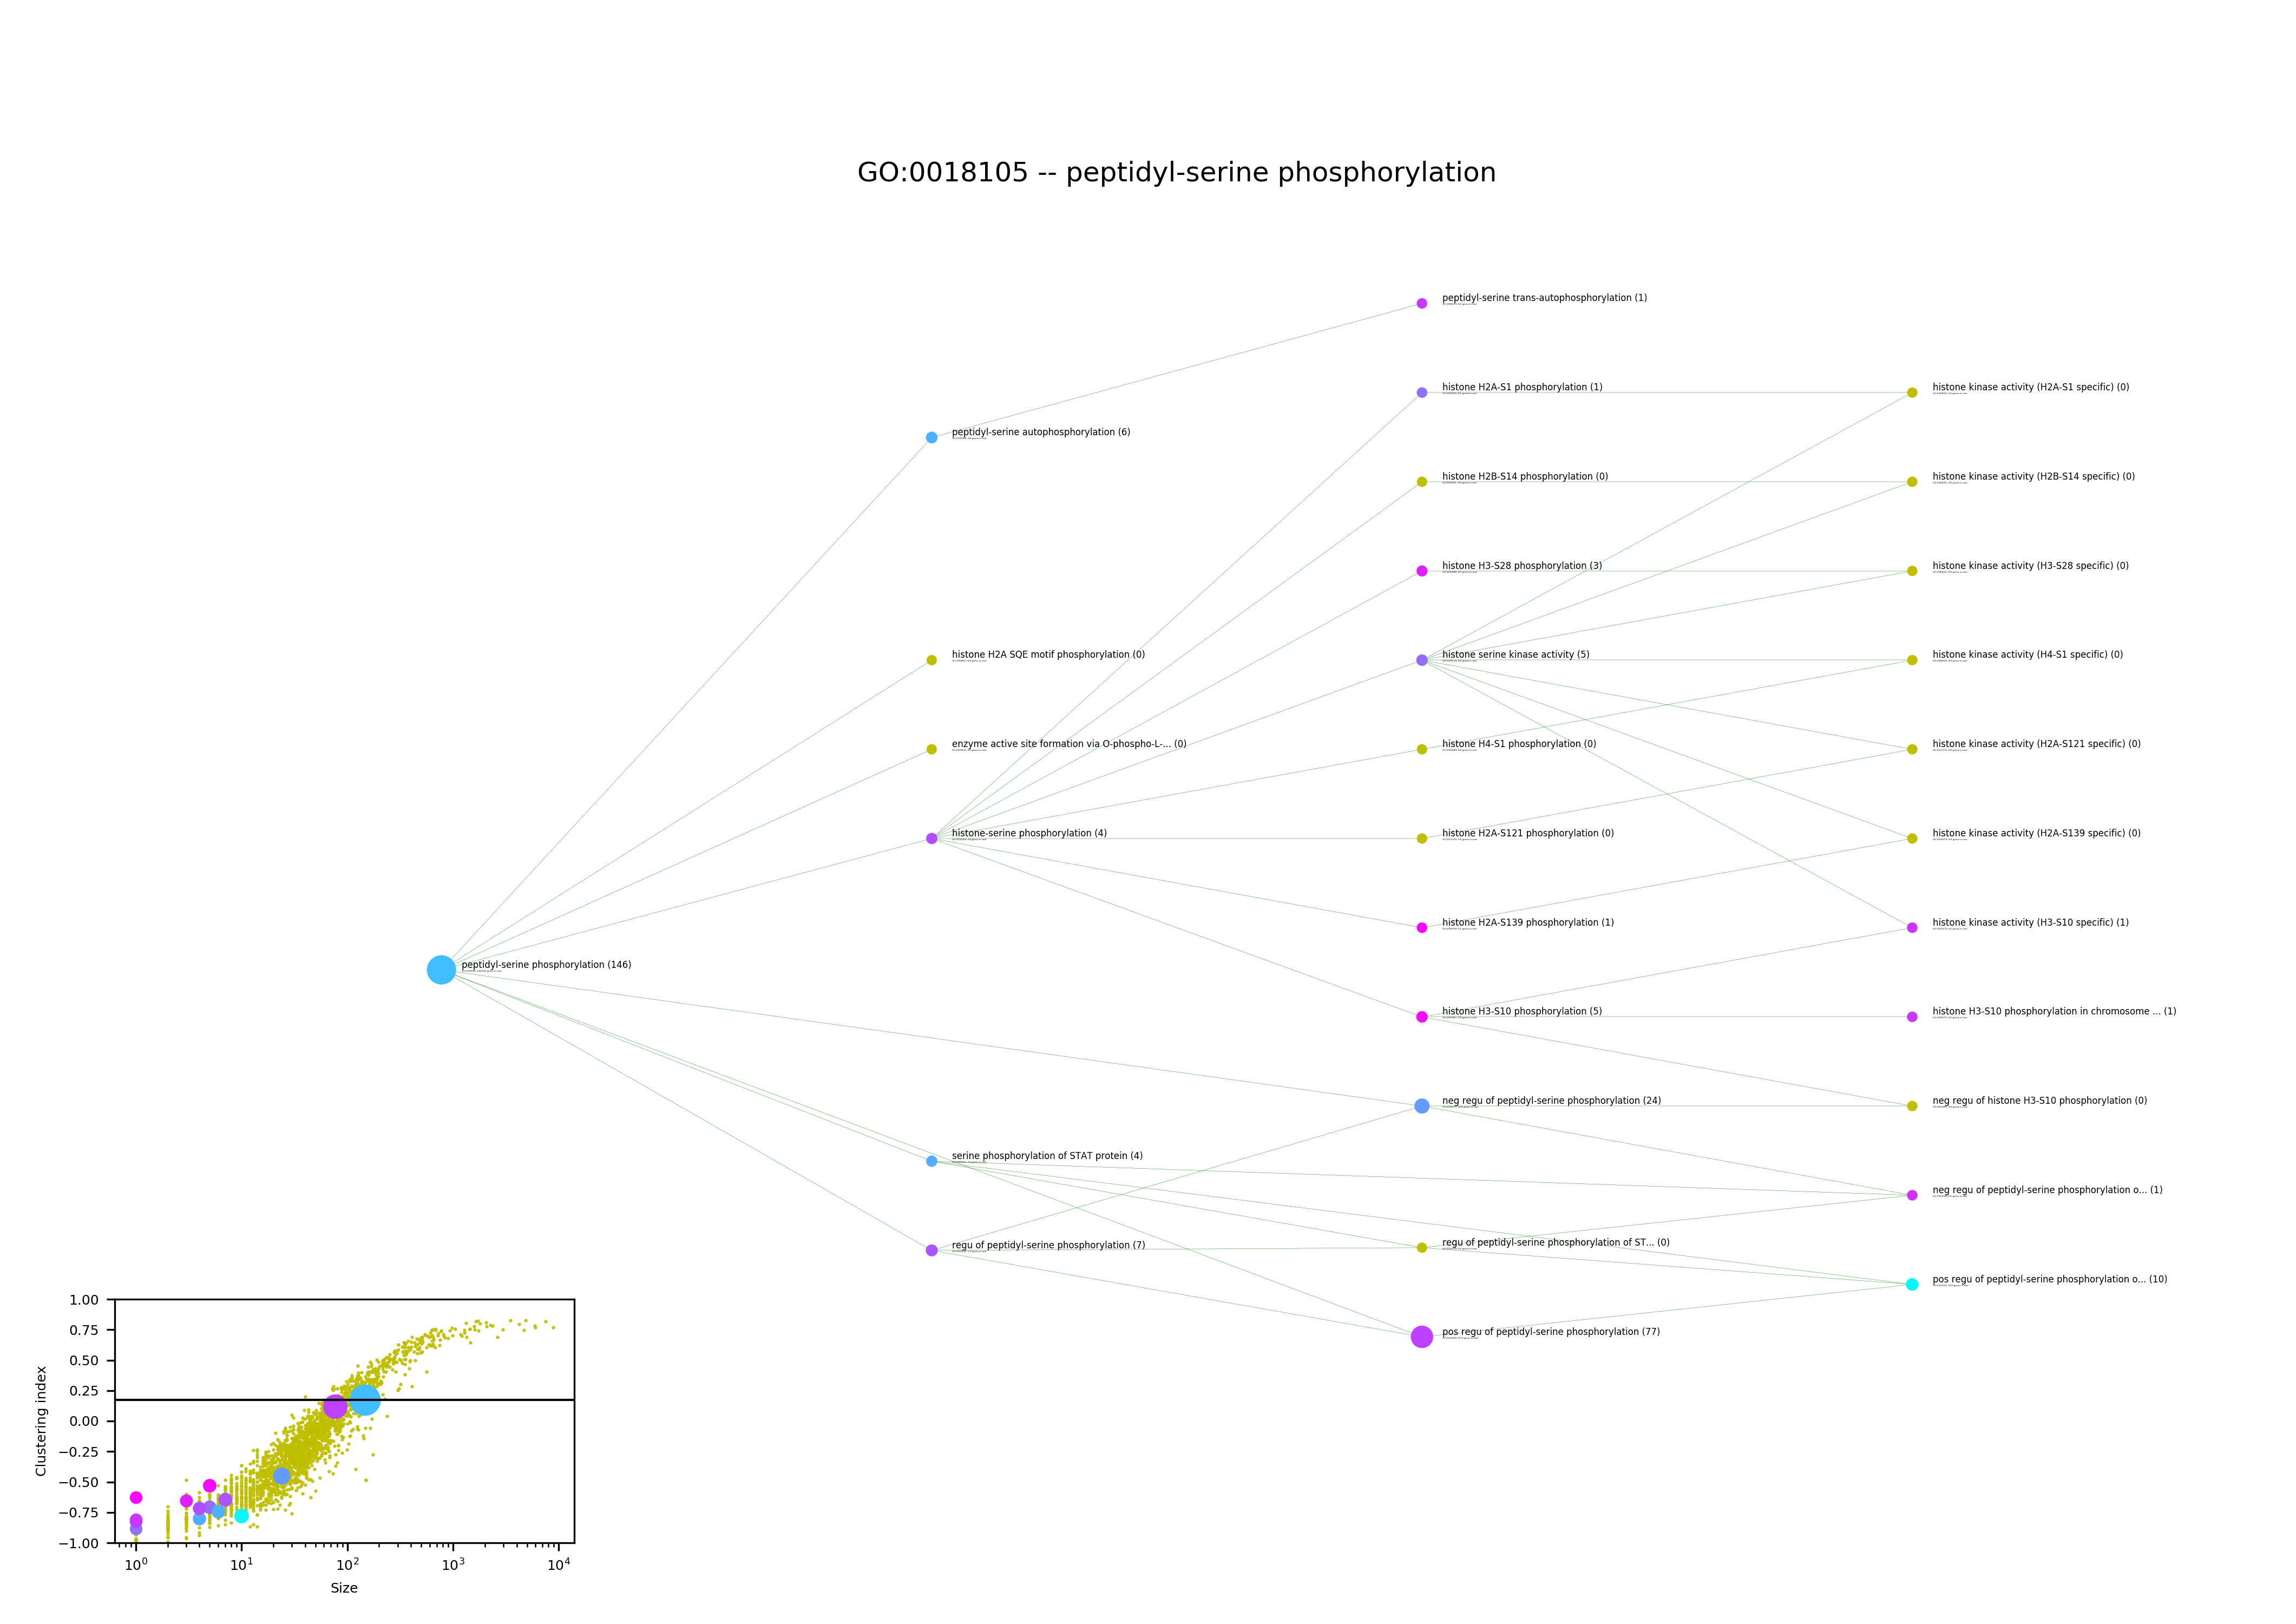 GO:0018105 -- peptidyl-serine phosphorylation
peptidyl-serine trans-autophosphorylation (1)
histone H2A-S1 phosphorylation (1)
histone kinase activity (H2A-S1 specific) (0)
peptidyl-serine autophosphorylation (6)
histone H2B-S14 phosphorylation (0)
histone kinase activity (H2B-S14 specific) (0)
histone H3-S28 phosphorylation (3)
histone kinase activity (H3-S28 specific) (0)
histone H2A SQE motif phosphorylation (0)
histone serine kinase activity (5)
histone kinase activity (H4-S1 specific) (0)
enzyme active site formation via O-phospho-L-... (0)
histone H4-S1 phosphorylation (0)
histone kinase activity (H2A-S121 specific) (0)
histone-serine phosphorylation (4)
histone H2A-S121 phosphorylation (0)
histone kinase activity (H2A-S139 specific) (0)
histone H2A-S139 phosphorylation (1)
histone kinase activity (H3-S10 specific) (1)
peptidyl-serine phosphorylation (146)
histone H3-S10 phosphorylation (5)
histone H3-S10 phosphorylation in chromosome ... (1)
neg regu of peptidyl-serine phosphorylation (24)
neg regu of histone H3-S10 phosphorylation (0)
serine phosphorylation of STAT protein (4)
neg regu of peptidyl-serine phosphorylation o... (1)
regu of peptidyl-serine phosphorylation (7)
regu of peptidyl-serine phosphorylation of ST... (0)
pos regu of peptidyl-serine phosphorylation o... (10)
pos regu of peptidyl-serine phosphorylation (77)
Clustering index
1.00
0.75
0.50
0.25
0.00
−0.25
−0.50
−0.75
−1.00
10⁰ 10¹ 10² 10³ 10⁴
Size